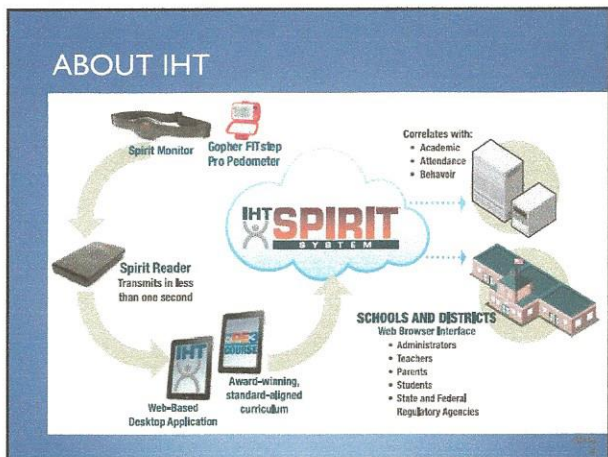 ABOUT IHT
Spirit Monitor
Gopher FITstep
Pro Pedometer
Correlates with:
• Academic
• Attendance
• Behavoir
IHT SPIRIT
SYSTEM
Spirit Reader
Transmits in less
than one second
IHT
COURSE
Web-Based
Desktop Application
Award-winning,
standard-aligned
curriculum
SCHOOLS AND DISTRICTS
Web Browser Interface
• Administrators
• Teachers
• Parents
• Students
• State and Federal
Regulatory Agencies